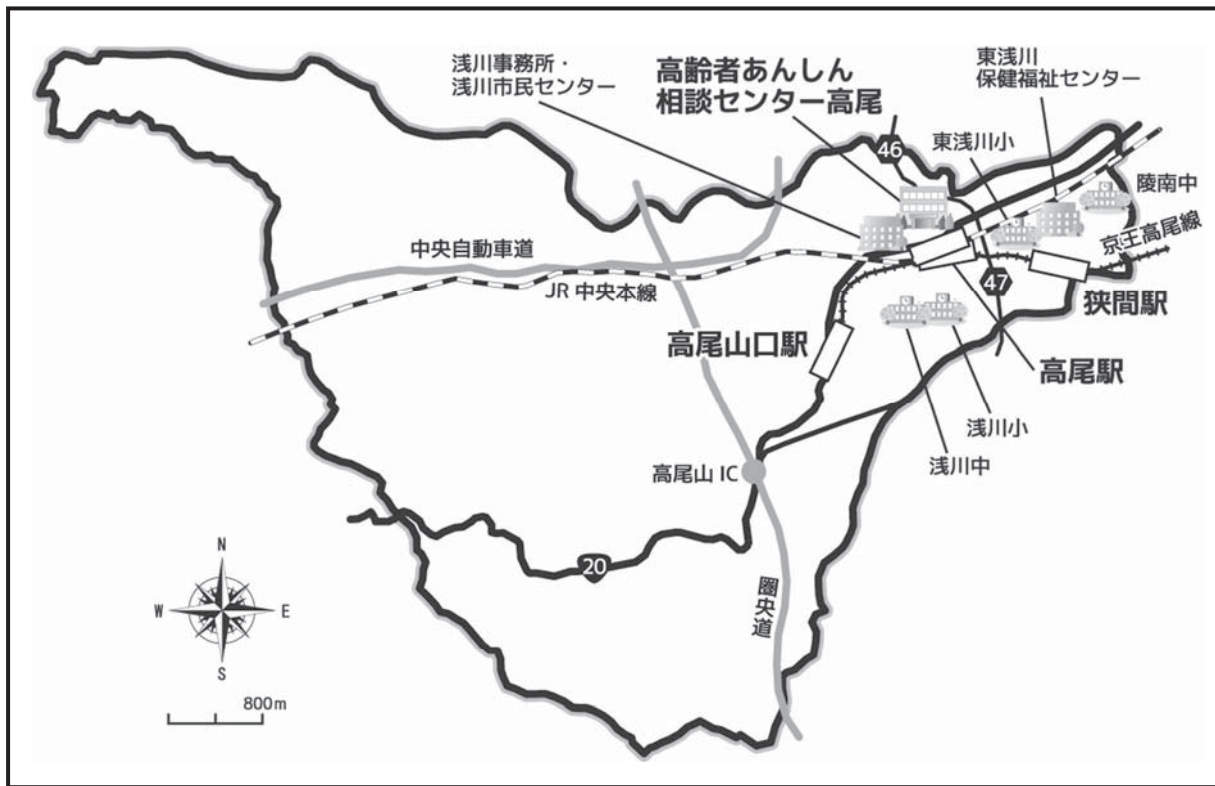 浅川事務所・
浅川市民センター
高齢者あんしん
相談センター高尾
東浅川
保健福祉センター
46
東浅川小
陵南中
京王高尾線
中央自動車道
JR 中央本線
47
狭間駅
高尾山口駅
高尾駅
浅川小
浅川中
高尾山 IC
20
圏央道
N
W
E
S
800m